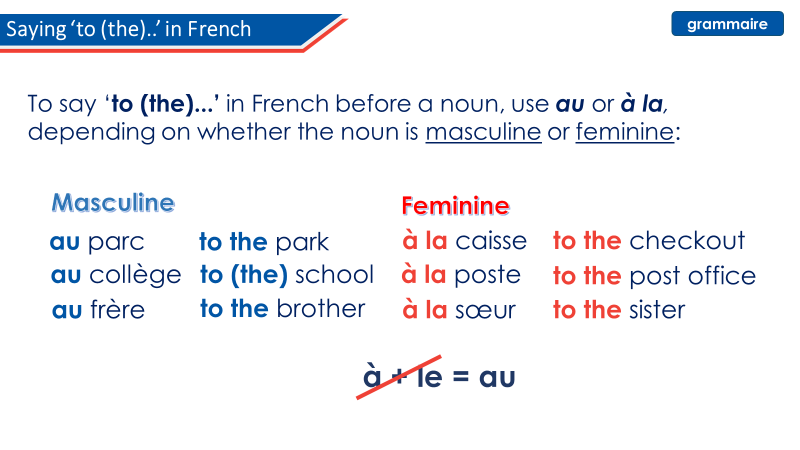 Saying ‘to (the)..’ in French
grammaire
To say ‘to (the)...’ in French before a noun, use au or à la,
depending on whether the noun is masculine or feminine:
Masculine
au parc to the park
au collège to (the) school
au frère to the brother
Feminine
à la caisse to the checkout
à la poste to the post office
à la sœur to the sister
à + le = au